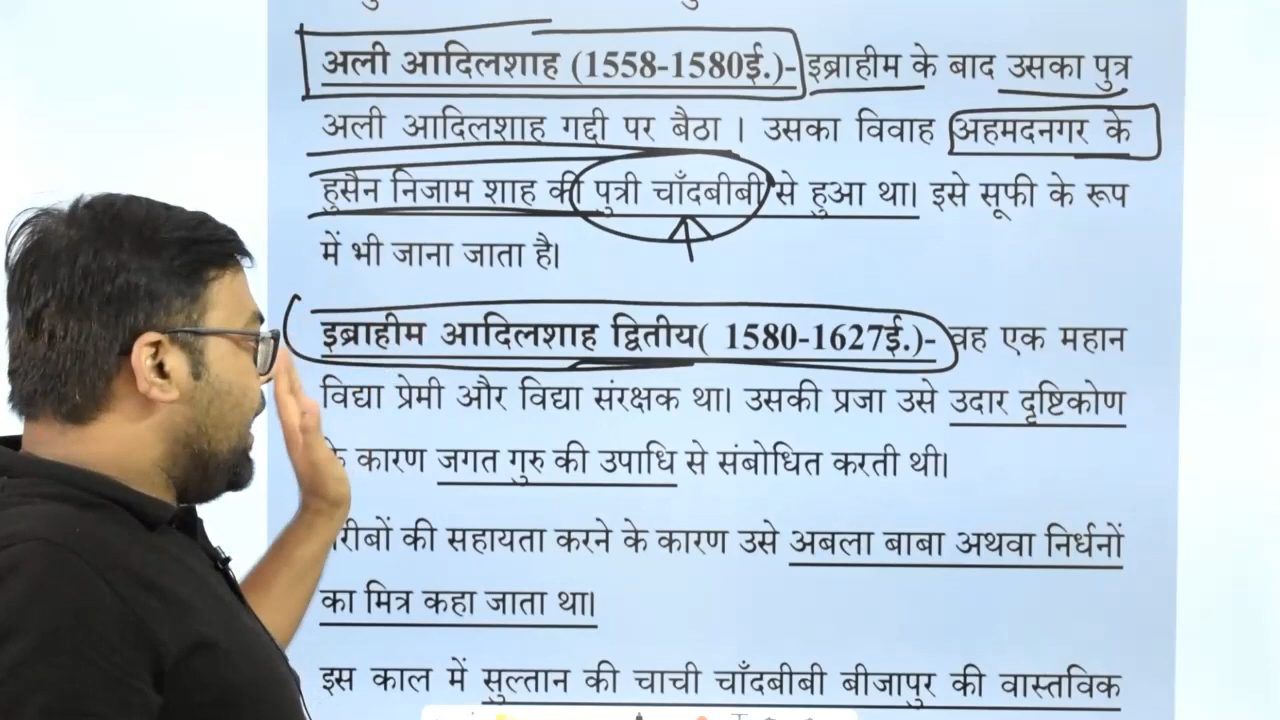 अली आदिलशाह (1558-1580ई.)- इब्राहीम के बाद उसका पुत्र
अली आदिलशाह गद्दी पर बैठा । उसका विवाह अहमदनगर के
हुसैन निजाम शाह की पुत्री चाँदबीबी से हुआ था। इसे सूफी के रूप
में भी जाना जाता है।
इब्राहीम आदिलशाह द्वितीय( 1580-1627ई.)- वह एक महान
विद्या प्रेमी और विद्या संरक्षक था। उसकी प्रजा उसे उदार दृष्टिकोण
कारण जगत गुरु की उपाधि से संबोधित करती थी।
की सहायता करने के कारण उसे अबला बाबा अथवा निर्धनों
का मित्र कहा जाता था।
इस काल में सुल्तान की चाची चाँदबीबी बीजापुर की वास्तविक